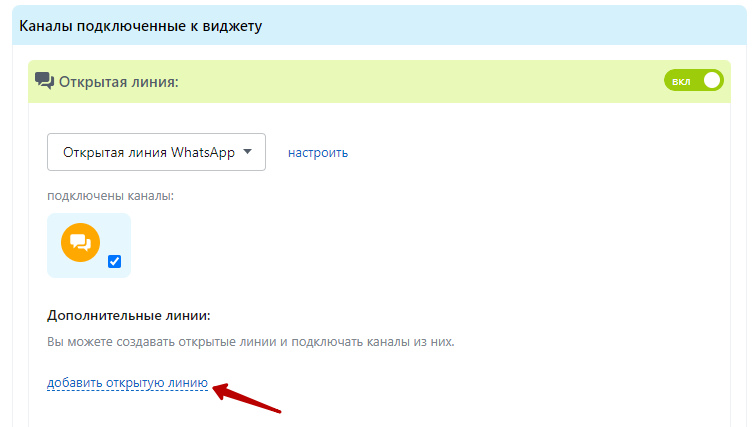 Каналы подключенные к виджету
Открытая линия:
вкл
Открытая линия WhatsApp
настроить
подключены каналы:
Дополнительные линии:
Вы можете создавать открытые линии и подключать каналы из них.
добавить открытую линию